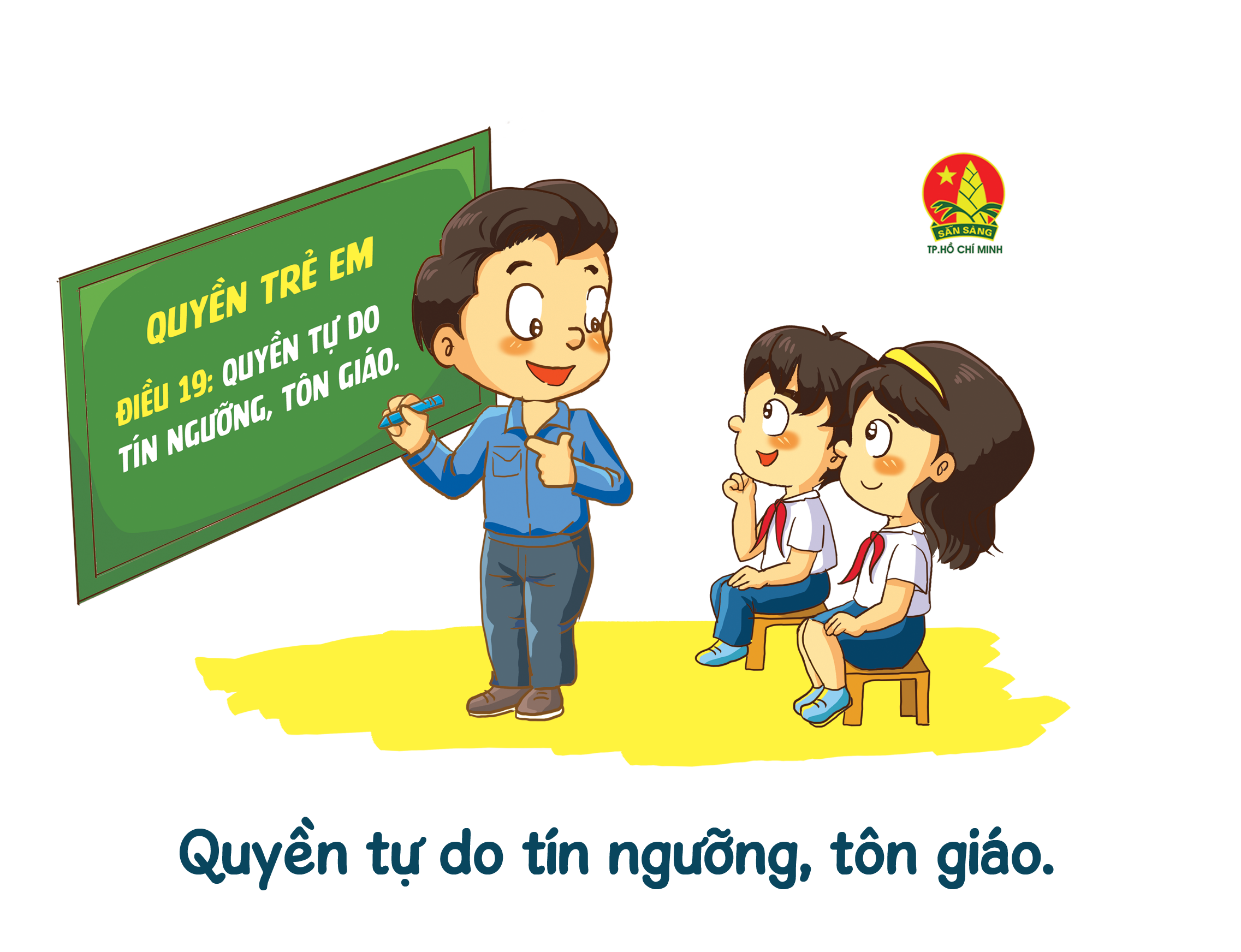 QUYỀN TRẺ EM
ĐIỀU 19: QUYỀN TỰ DO
TÍN NGƯỠNG, TÔN GIÁO.
SẴN SÀNG
TP.HỒ CHÍ MINH
Quyền tự do tín ngưỡng, tôn giáo.